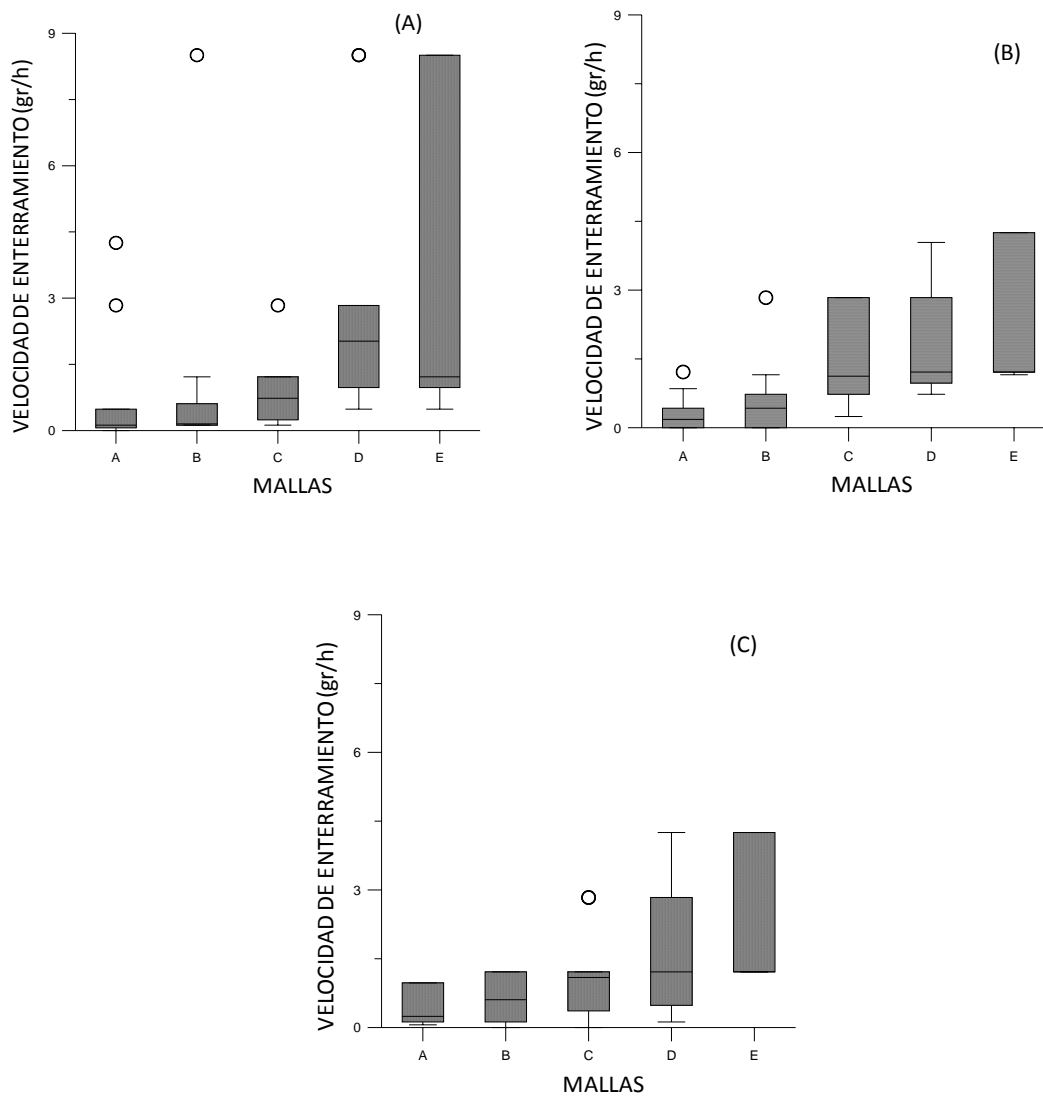 (A)
VELOCIDAD DE ENTERRAMIENTO (gr/h)
9
6
3
0
A B C D E
MALLAS
(B)
VELOCIDAD DE ENTERRAMIENTO (gr/h)
9
6
3
0
A B C D E
MALLAS
(C)
VELOCIDAD DE ENTERRAMIENTO (gr/h)
9
6
3
0
A B C D E
MALLAS